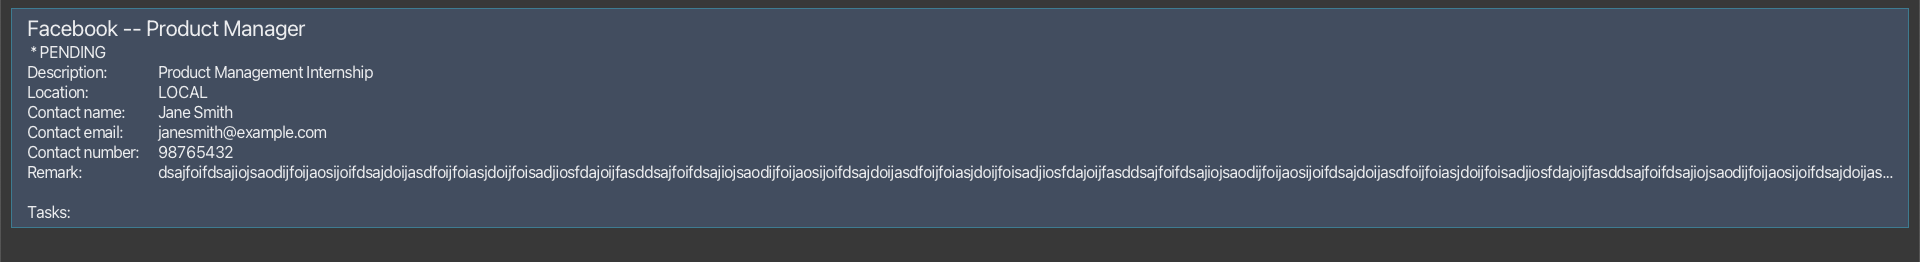 Facebook -- Product Manager
* PENDING
Description: Product Management Internship
Location: LOCAL
Contact name: Jane Smith
Contact email: janesmith@example.com
Contact number: 98765432
Remark: dsajfoifdsajiojsaodijfoijaosijoifdsajdoijasdfoijfoiasjdoijfoisadjiosfdajoijfasddsajfoifdsajiojsaodijfoijaosijoifdsajdoijasdfoijfoiasjdoijfoisadjiosfdajoijfasddsajfoifdsajiojsaodijfoijaosijoifdsajdoijasdfoijfoiasjdoijfoisadjiosfdajoijfasddsajfoifdsajiojsaodijfoijaosijoifdsajdoijas...
Tasks: